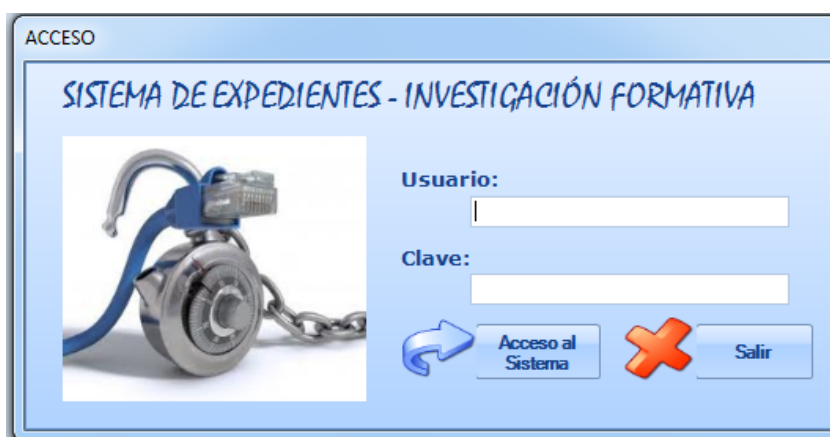 ACCESO
SISTEMA DE EXPEDIENTES - INVESTIGACIÓN FORMATIVA
Usuario:
Clave:
Acceso al
Sistema
Salir